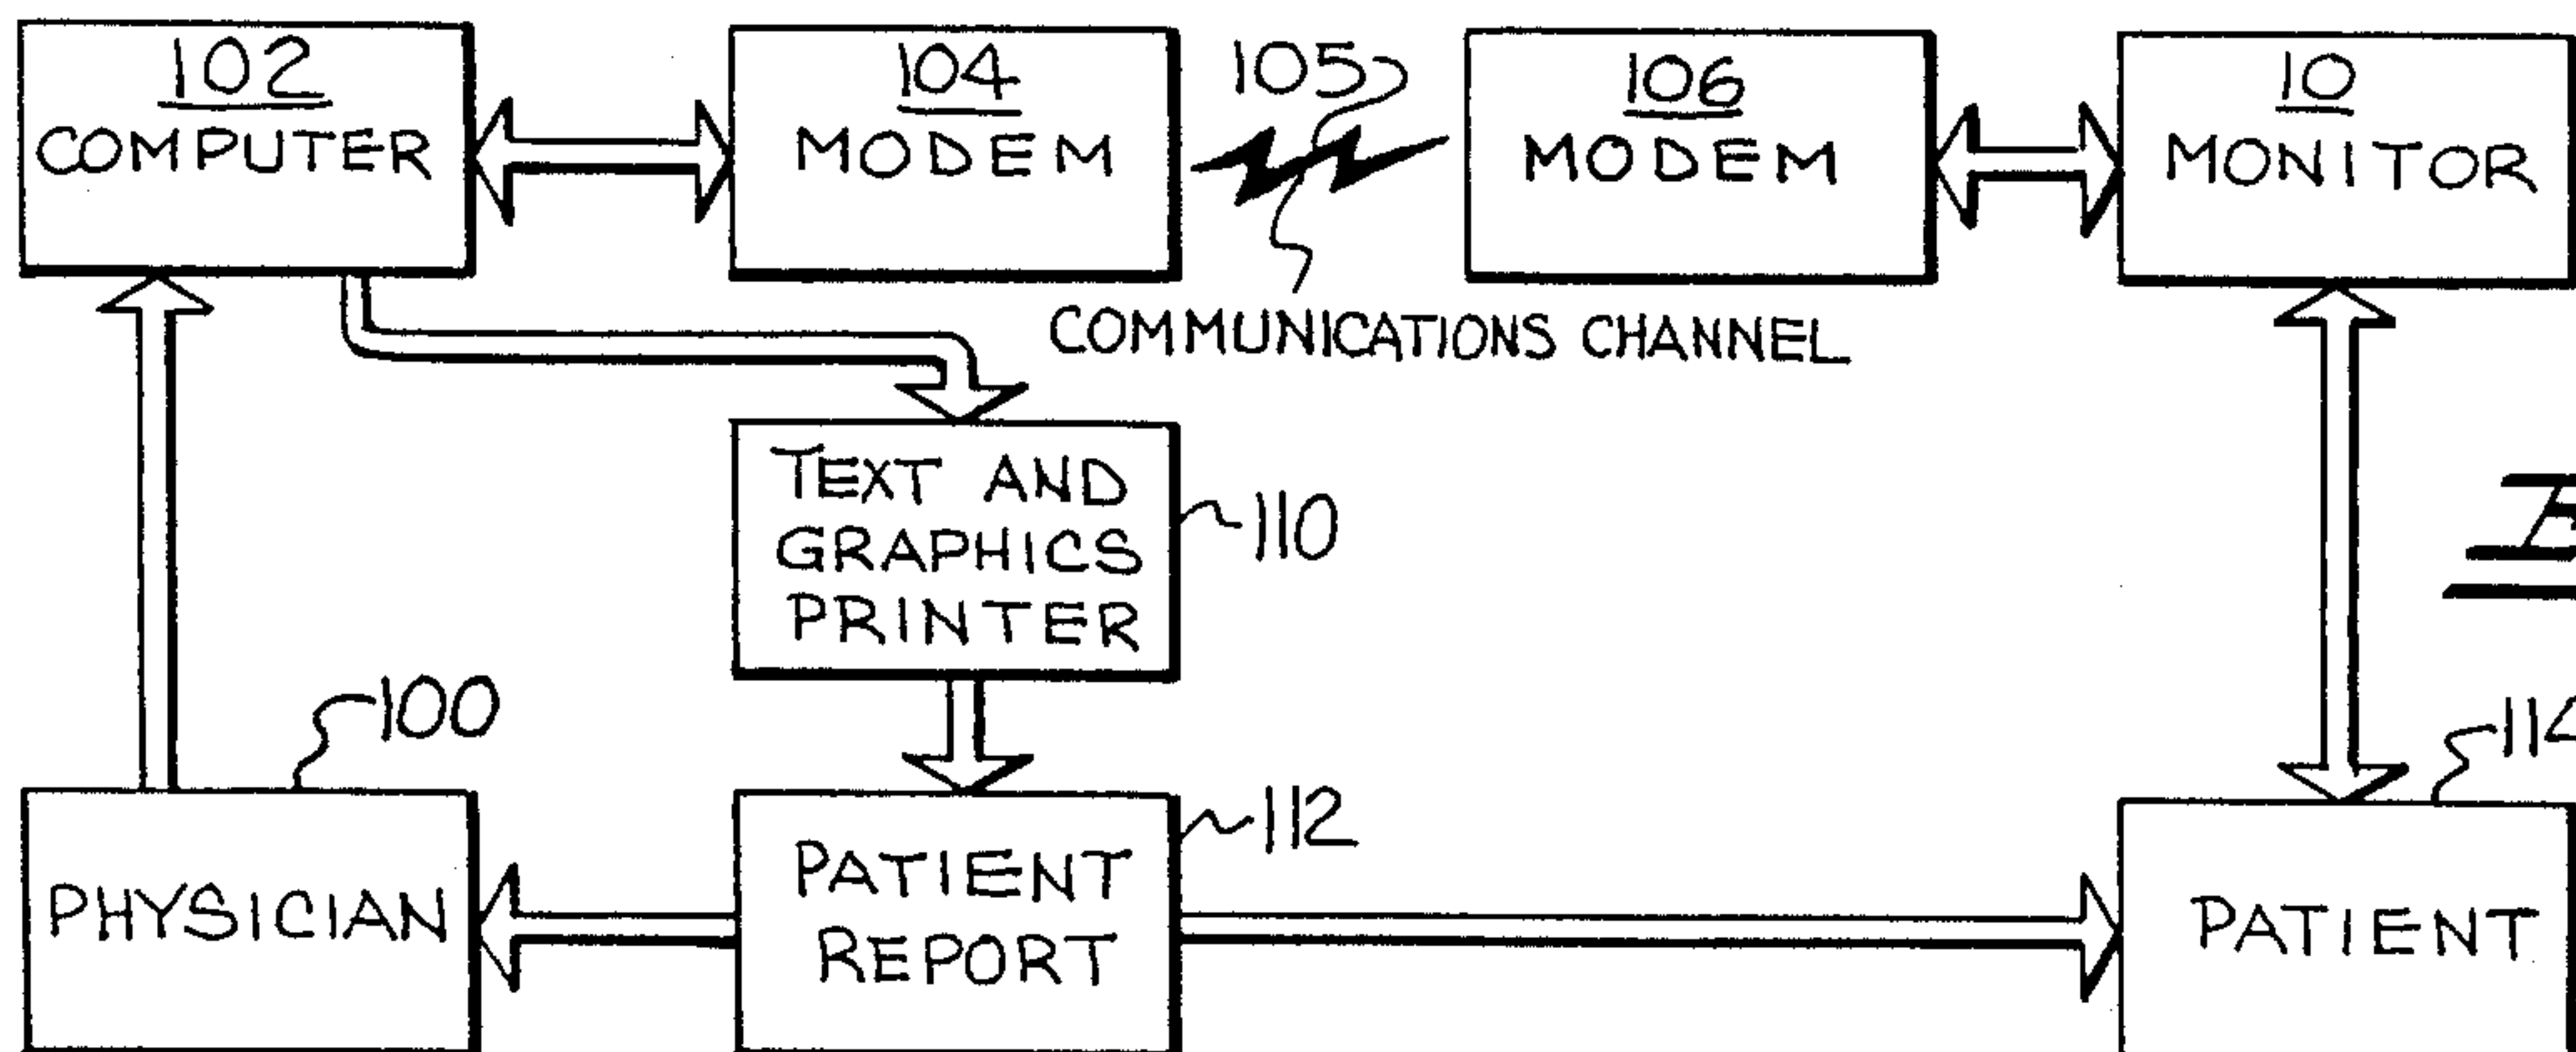 102
COMPUTER
104
MODEM
105
106
MODEM
10
MONITOR
COMMUNICATIONS CHANNEL
TEXT AND
GRAPHICS
PRINTER
110
100
PHYSICIAN
112
PATIENT
REPORT
PATIENT